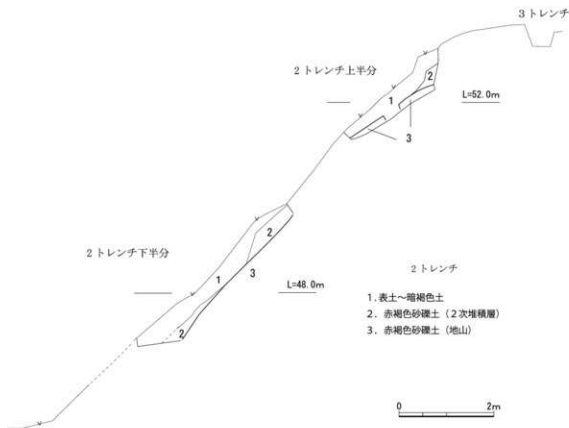 3トレンチ
2トレンチ上半分
2
1
L=52.0m
3
2トレンチ下半分
2
1
3
L=48.0m
2
2トレンチ
1. 表土〜暗褐色土
2. 赤褐色砂礫土(2次堆積層)
3. 赤褐色砂礫土(地山)
0 2m